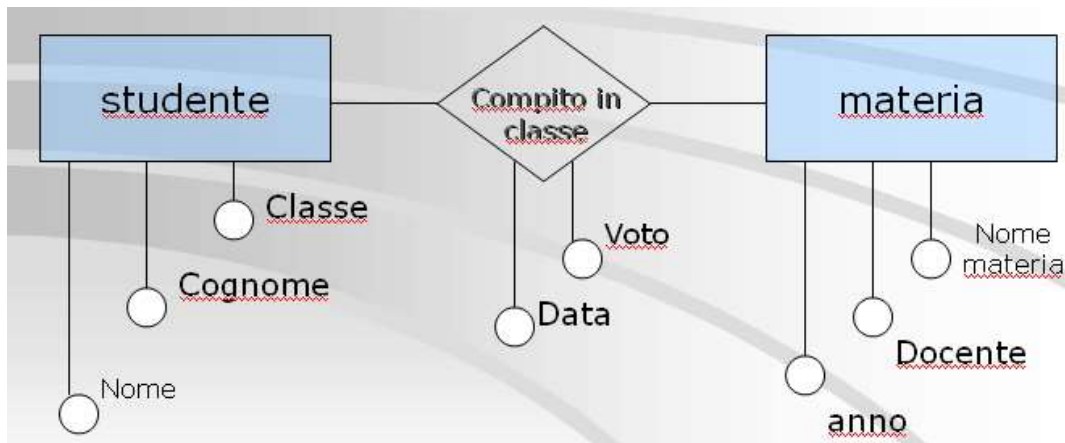 studente
Compito in
classe
materia
Classe
Cognome
Nome
Voto
Data
Nome
materia
Docente
anno